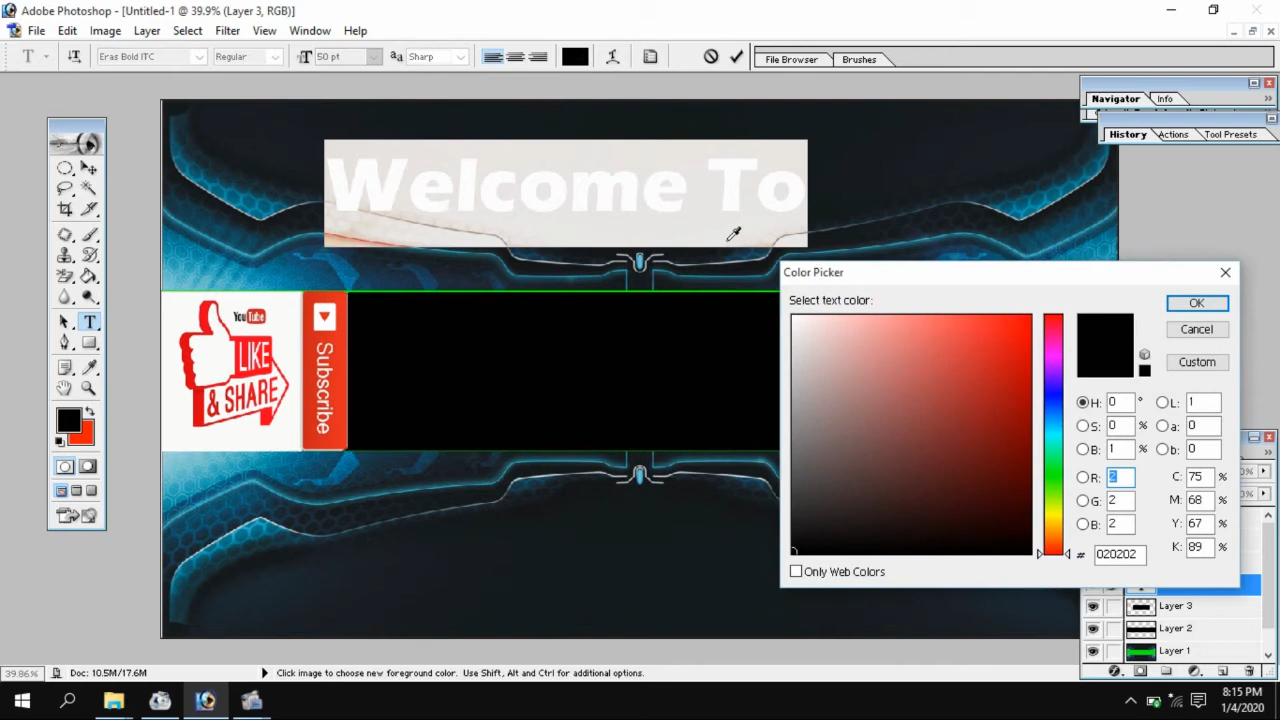 Adobe Photoshop - [Untitled-1 @ 39.9% (Layer 3, RGB)]
File Edit Image Layer Select Filter View Window Help
T T Eras Bold ITC Regular T 50 pt aa Sharp File Browser Brushes
Navigator Info
History Actions Tool Presets
Welcome To
Color Picker
Select text color:
OK
Cancel
Custom
H: 0 ° L: 1
S: 0 % a: 0
B: 1 % b: 0
R: 2 C: 75 %
G: 2 M: 68 %
B: 2 Y: 67 %
# 020202 K: 89 %
Only Web Colors
You Tube
LIKE
& SHARE
Subscribe
T
Layer 3
Layer 2
Layer 1
39.86% Doc: 10.5M/17.6M Click image to choose new foreground color. Use Shift, Alt and Ctrl for additional options.
8:15 PM
1/4/2020